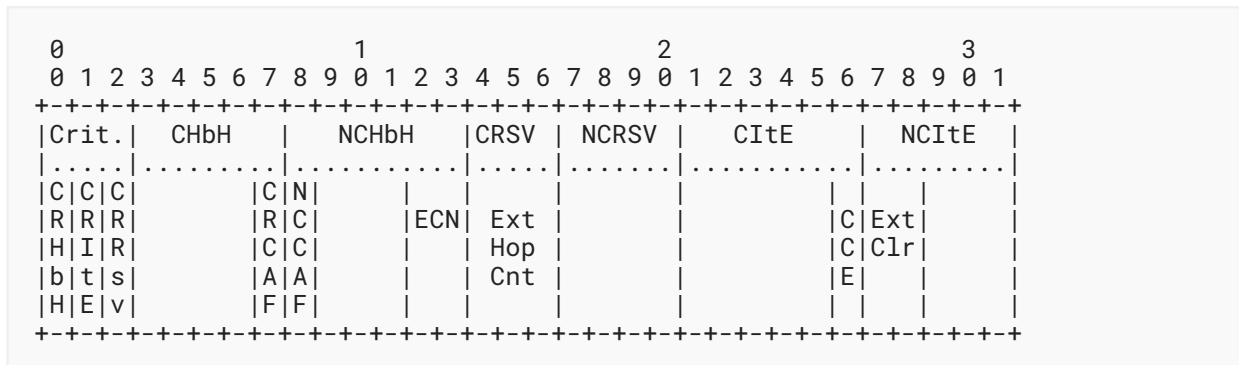 0                   1                   2                   3
 0 1 2 3 4 5 6 7 8 9 0 1 2 3 4 5 6 7 8 9 0 1 2 3 4 5 6 7 8 9 0 1
+-+-+-+-+-+-+-+-+-+-+-+-+-+-+-+-+-+-+-+-+-+-+-+-+-+-+-+-+-+-+-+-+
|Crit.|  CHbH   |   NCHbH   |CRSV | NCRSV |   CItE    |  NCItE  |
|.....|.........|...........|.....|.......|...........|.........|
|C|C|C|       |C|N|     |   |     |       |         | |   |     |
|R|R|R|       |R|C|     |ECN| Ext |       |         |C|Ext|     |
|H|I|R|       |C|C|     |   | Hop |       |         |C|Clr|     |
|b|t|s|       |A|A|     |   | Cnt |       |         |E|   |     |
|H|E|v|       |F|F|     |   |     |       |         | |   |     |
+-+-+-+-+-+-+-+-+-+-+-+-+-+-+-+-+-+-+-+-+-+-+-+-+-+-+-+-+-+-+-+-+